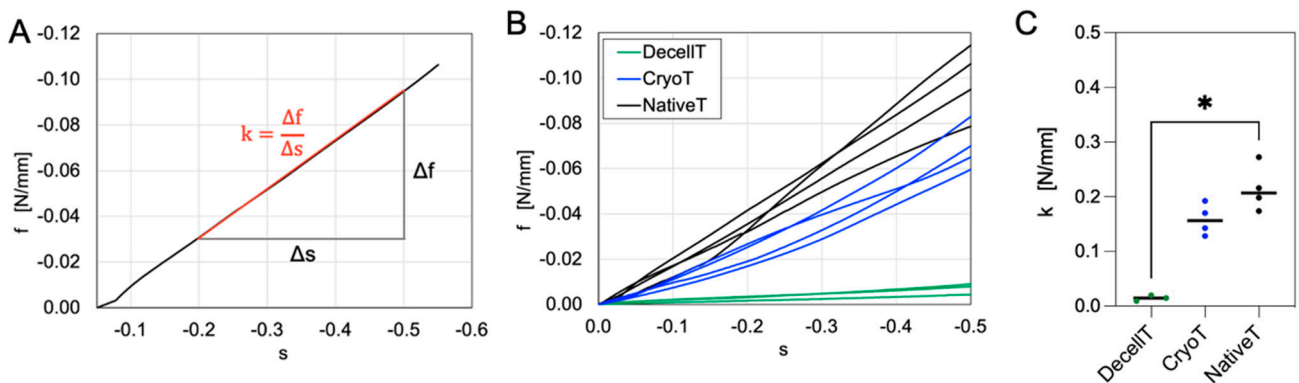 A
-0.12
-0.10
-0.08
-0.06
-0.04
-0.02
0.00
f [N/mm]
k = Δf
Δs
Δf
Δs
-0.1
-0.2
-0.3
-0.4
-0.5
-0.6
s
B
-0.12
-0.10
-0.08
-0.06
-0.04
-0.02
0.00
f [N/mm]
DecellT
CryoT
NativeT
0.0
-0.1
-0.2
-0.3
-0.4
-0.5
s
C
0.5
0.4
0.3
0.2
0.1
0.0
k [N/mm]
*
DecellT
CryoT
NativeT